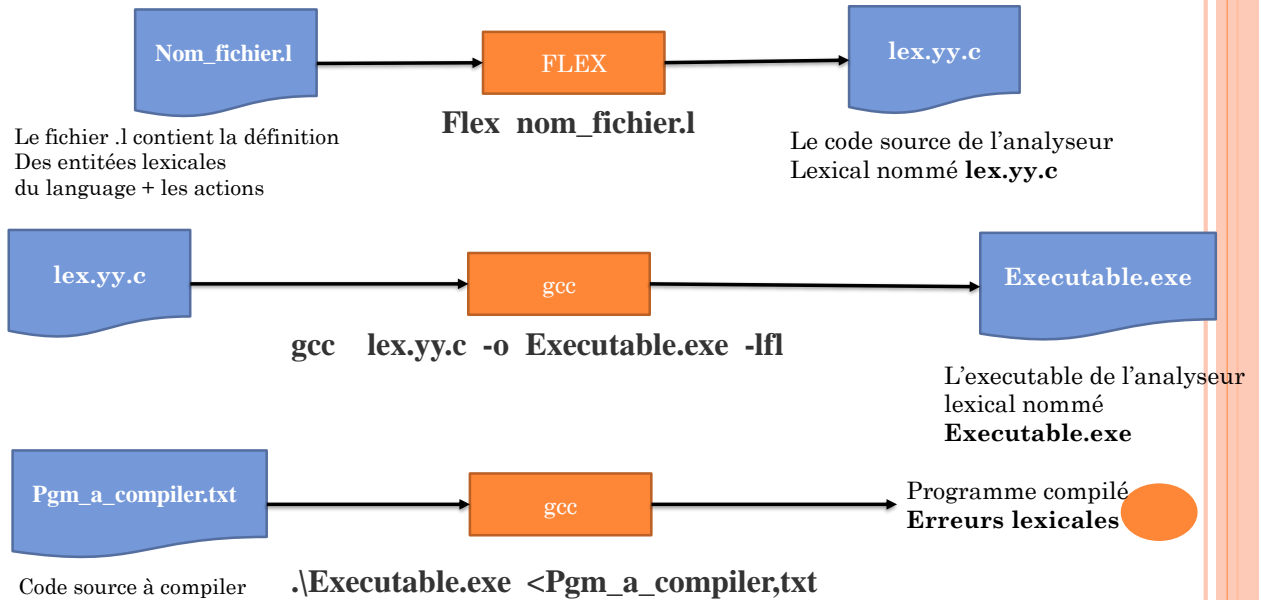 Nom_fichier.l
FLEX
lex.yy.c
Flex nom_fichier.l
Le fichier .l contient la définition
Des entitées lexicales
du language + les actions
Le code source de l'analyseur
Lexical nommé lex.yy.c
lex.yy.c
gcc
Executable.exe
gcc lex.yy.c -o Executable.exe -lfl
L'executable de l'analyseur
lexical nommé
Executable.exe
Pgm_a_compiler.txt
gcc
Programme compilé
Erreurs lexicales
Code source à compiler
.\Executable.exe <Pgm_a_compiler,txt